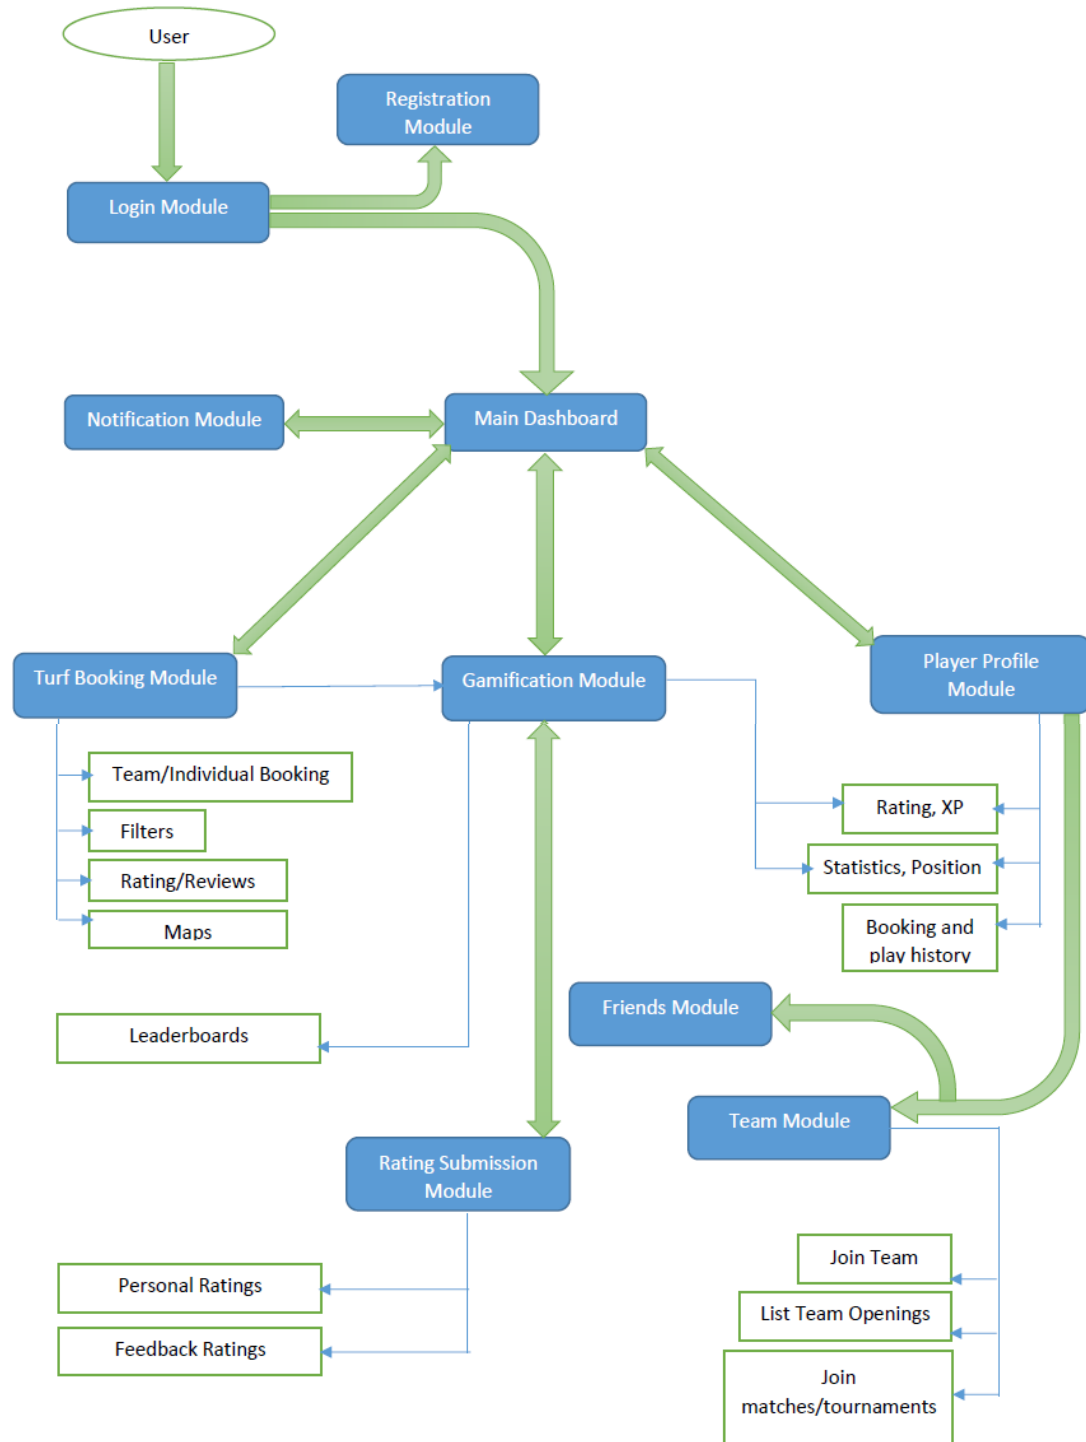 User
Registration
Module
Login Module
Notification Module
Main Dashboard
Turf Booking Module
Gamification Module
Player Profile
Module
Team/Individual Booking
Filters
Rating/Reviews
Maps
Rating, XP
Statistics, Position
Booking and
play history
Leaderboards
Friends Module
Team Module
Rating Submission
Module
Personal Ratings
Feedback Ratings
Join Team
List Team Openings
Join
matches/tournaments